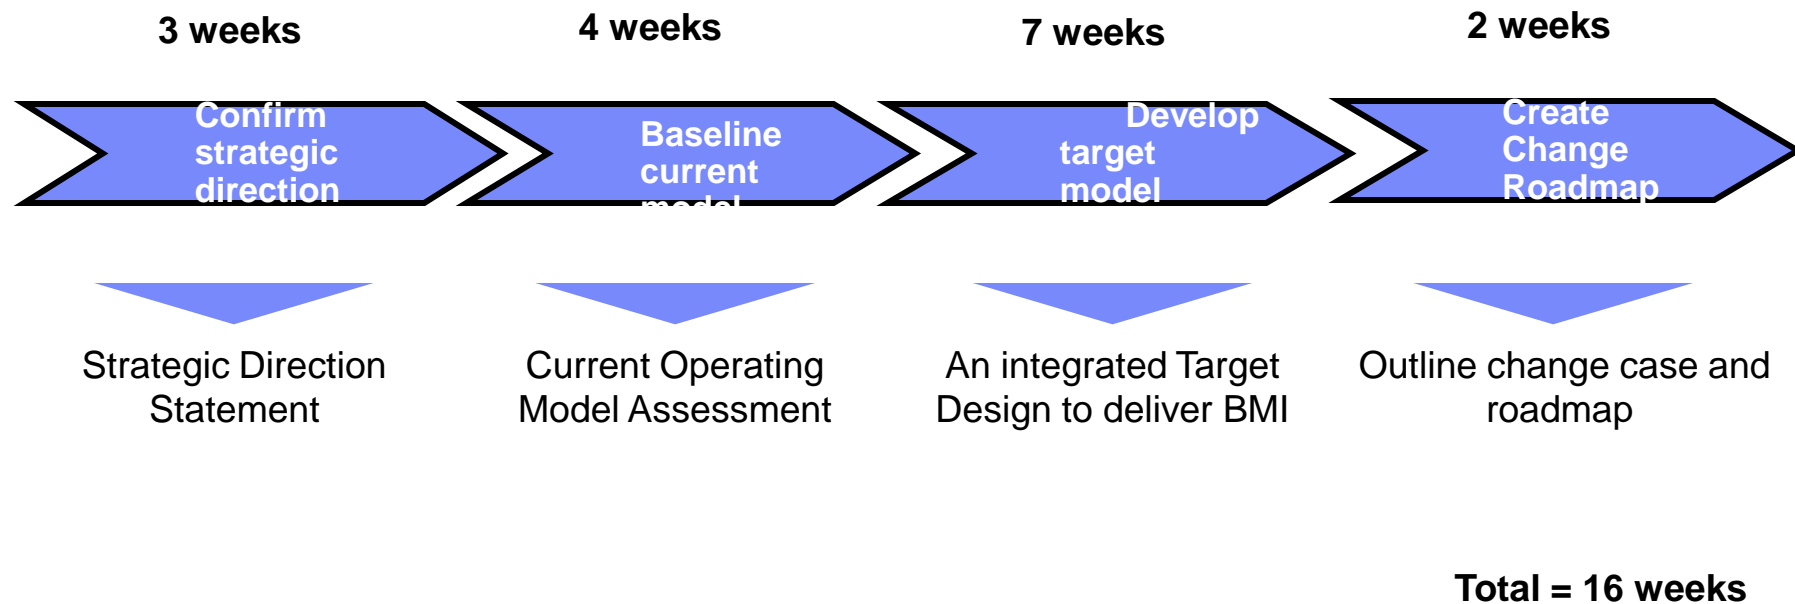 3 weeks
4 weeks
7 weeks
2 weeks
Confirm
strategic
direction
Baseline
current
model
Develop
target
model
Create
Change
Roadmap
Strategic Direction
Statement
Current Operating
Model Assessment
An integrated Target
Design to deliver BMI
Outline change case and
roadmap
Total = 16 weeks